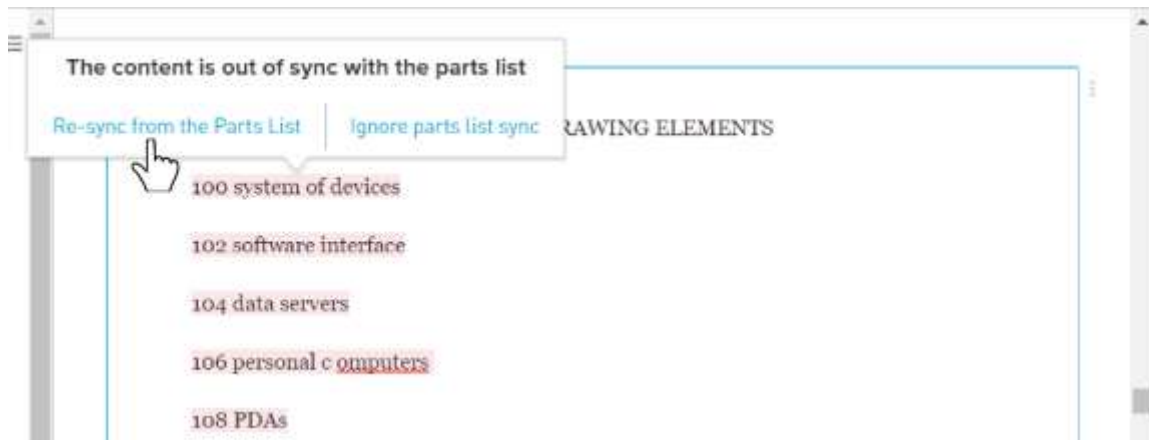 The content is out of sync with the parts list
Re-sync from the Parts List Ignore parts list sync
RAWING ELEMENTS
100 system of devices
102 software interface
104 data servers
106 personal c omputers
108 PDAs